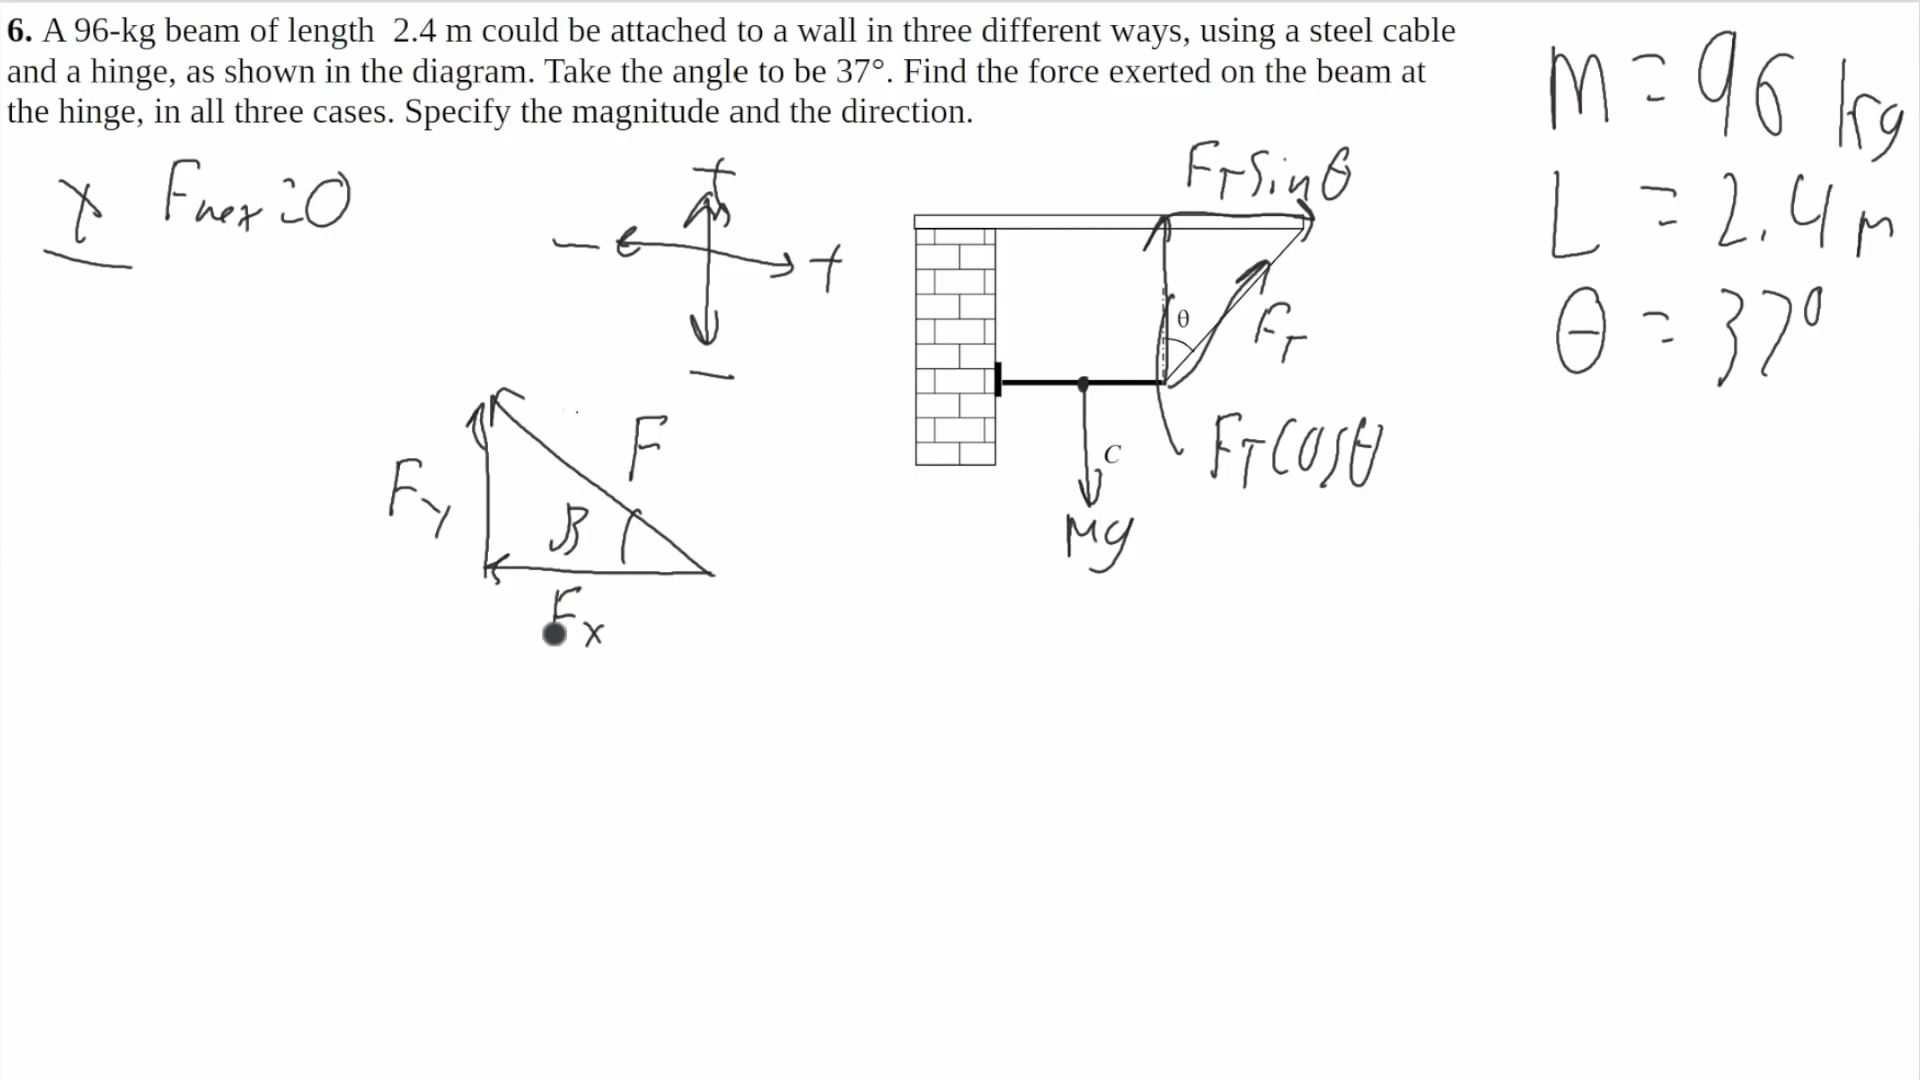 6. A 96-kg beam of length 2.4 m could be attached to a wall in three different ways, using a steel cable
and a hinge, as shown in the diagram. Take the angle to be 37°. Find the force exerted on the beam at
the hinge, in all three cases. Specify the magnitude and the direction.
M = 96 kg
L = 2.4 m
θ = 37°
x Fnet = 0
+
- +
-
FT sin θ
θ
FT
FT cos θ
C
Mg
Fy
F
β
Fx